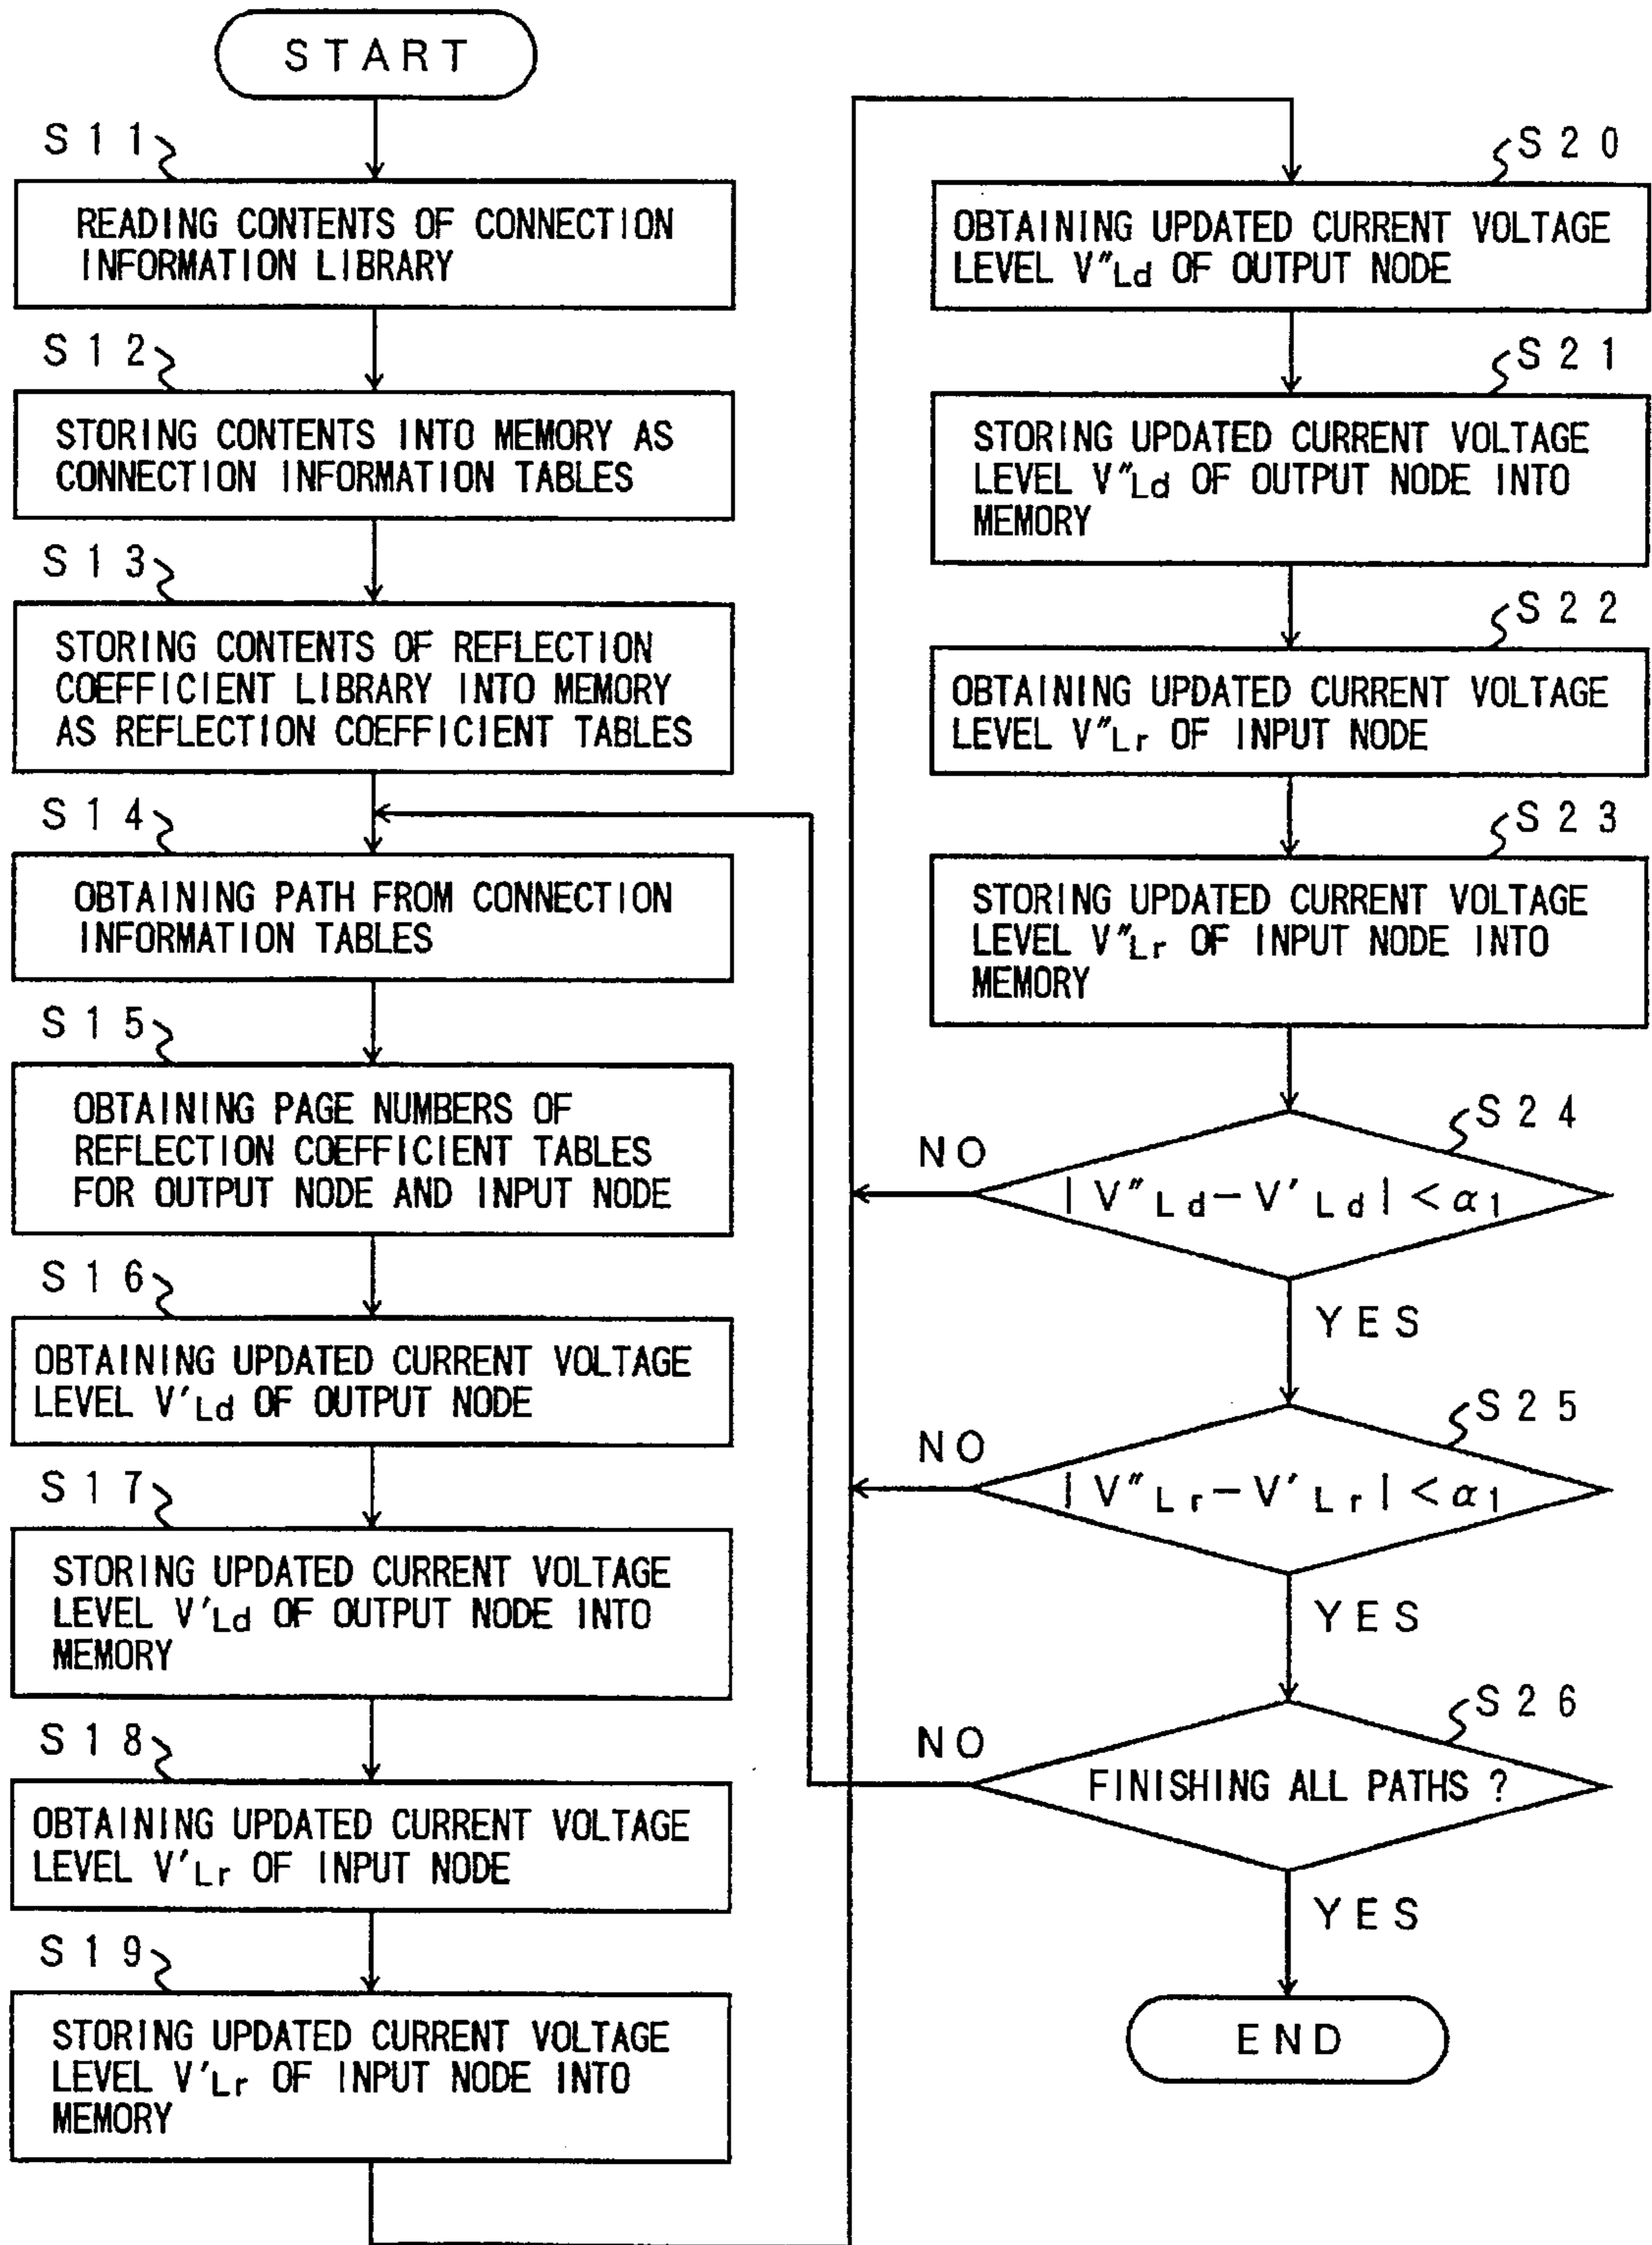 START
S11
READING CONTENTS OF CONNECTION
INFORMATION LIBRARY
S12
STORING CONTENTS INTO MEMORY AS
CONNECTION INFORMATION TABLES
S13
STORING CONTENTS OF REFLECTION
COEFFICIENT LIBRARY INTO MEMORY
AS REFLECTION COEFFICIENT TABLES
S14
OBTAINING PATH FROM CONNECTION
INFORMATION TABLES
S15
OBTAINING PAGE NUMBERS OF
REFLECTION COEFFICIENT TABLES
FOR OUTPUT NODE AND INPUT NODE
S16
OBTAINING UPDATED CURRENT VOLTAGE
LEVEL V'Ld OF OUTPUT NODE
S17
STORING UPDATED CURRENT VOLTAGE
LEVEL V'Ld OF OUTPUT NODE INTO
MEMORY
S18
OBTAINING UPDATED CURRENT VOLTAGE
LEVEL V'Lr OF INPUT NODE
S19
STORING UPDATED CURRENT VOLTAGE
LEVEL V'Lr OF INPUT NODE INTO
MEMORY
S20
OBTAINING UPDATED CURRENT VOLTAGE
LEVEL V″Ld OF OUTPUT NODE
S21
STORING UPDATED CURRENT VOLTAGE
LEVEL V″Ld OF OUTPUT NODE INTO
MEMORY
S22
OBTAINING UPDATED CURRENT VOLTAGE
LEVEL V″Lr OF INPUT NODE
S23
STORING UPDATED CURRENT VOLTAGE
LEVEL V″Lr OF INPUT NODE INTO
MEMORY
S24
NO
|V″Ld−V'Ld|<α1
YES
S25
NO
|V″Lr−V'Lr|<α1
YES
S26
NO
FINISHING ALL PATHS ?
YES
END